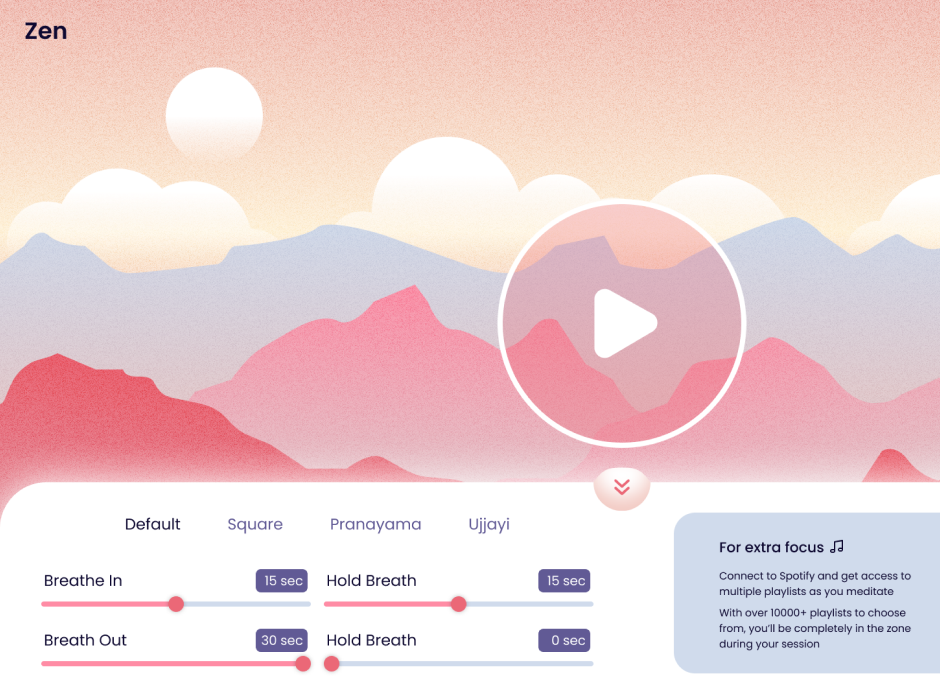 Zen
Default Square Pranayama Ujjayi
Breathe In 15 sec
Hold Breath 15 sec
Breath Out 30 sec
Hold Breath 0 sec
For extra focus
Connect to Spotify and get access to
multiple playlists as you meditate
With over 10000+ playlists to choose
from, you'll be completely in the zone
during your session